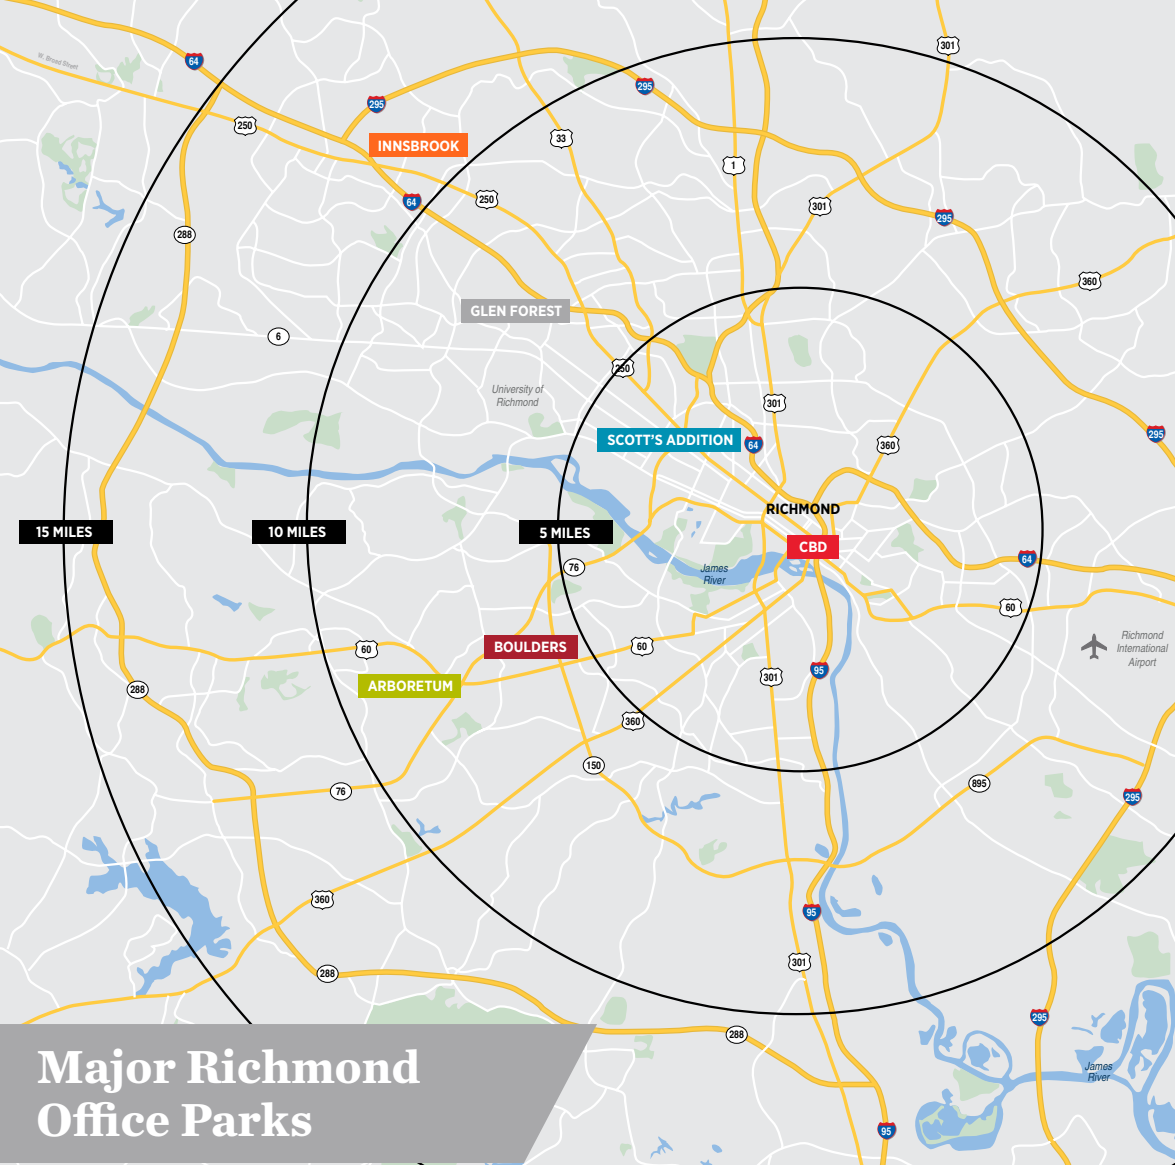 301
64
W. Broad Street
295
295
250
33
INNSBROOK
1
64
250
301
295
288
360
GLEN FOREST
6
250
University of
Richmond
301
295
SCOTT'S ADDITION
64
360
RICHMOND
15 MILES
10 MILES
5 MILES
CBD
64
76
James
River
60
BOULDERS
60
60
Richmond
International
Airport
ARBORETUM
95
301
288
360
150
895
76
295
360
95
301
288
295
288
Major Richmond
Office Parks
James
River
95